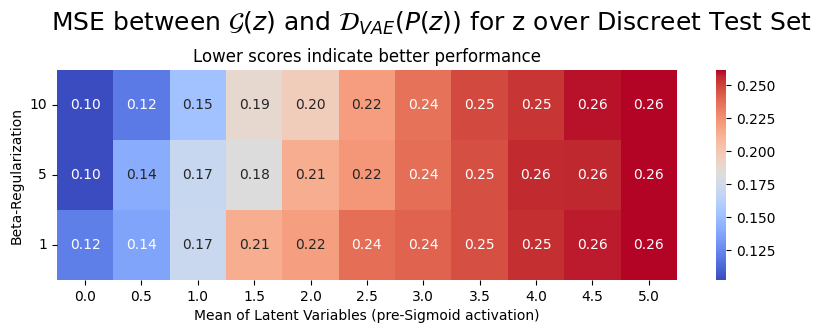 MSE between 𝒢(z) and 𝒟_VAE(P(z)) for z over Discreet Test Set
Lower scores indicate better performance
Beta-Regularization
10 0.10 0.12 0.15 0.19 0.20 0.22 0.24 0.25 0.25 0.26 0.26
5 0.10 0.14 0.17 0.18 0.21 0.22 0.24 0.25 0.26 0.26 0.26
1 0.12 0.14 0.17 0.21 0.22 0.24 0.24 0.25 0.25 0.26 0.26
0.0 0.5 1.0 1.5 2.0 2.5 3.0 3.5 4.0 4.5 5.0
Mean of Latent Variables (pre-Sigmoid activation)
0.250
0.225
0.200
0.175
0.150
0.125